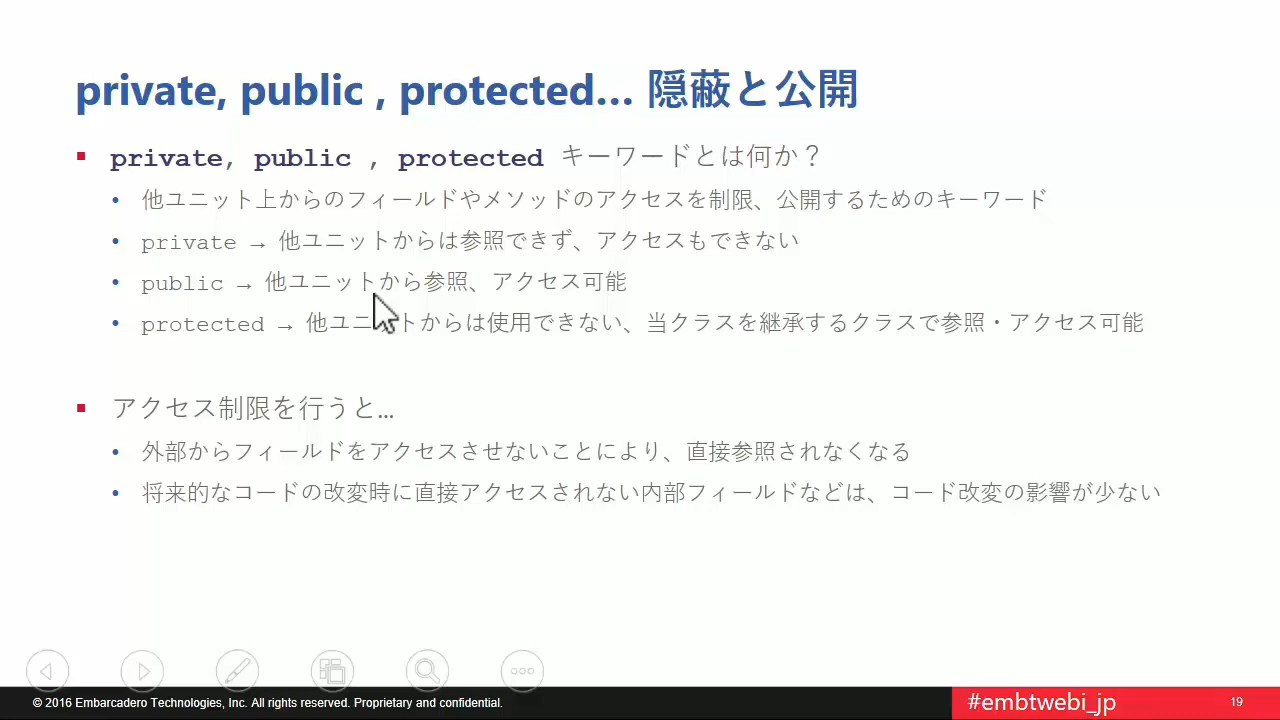 private, public , protected... 隠蔽と公開
private, public , protected キーワードとは何か？
他ユニット上からのフィールドやメソッドのアクセスを制限、公開するためのキーワード
private → 他ユニットからは参照できず、アクセスもできない
public → 他ユニットから参照、アクセス可能
protected → 他ユニットからは使用できない、当クラスを継承するクラスで参照・アクセス可能
アクセス制限を行うと...
外部からフィールドをアクセスさせないことにより、直接参照されなくなる
将来的なコードの改変時に直接アクセスされない内部フィールドなどは、コード改変の影響が少ない
© 2016 Embarcadero Technologies, Inc. All rights reserved. Proprietary and confidential.
#embtwebi_jp
19